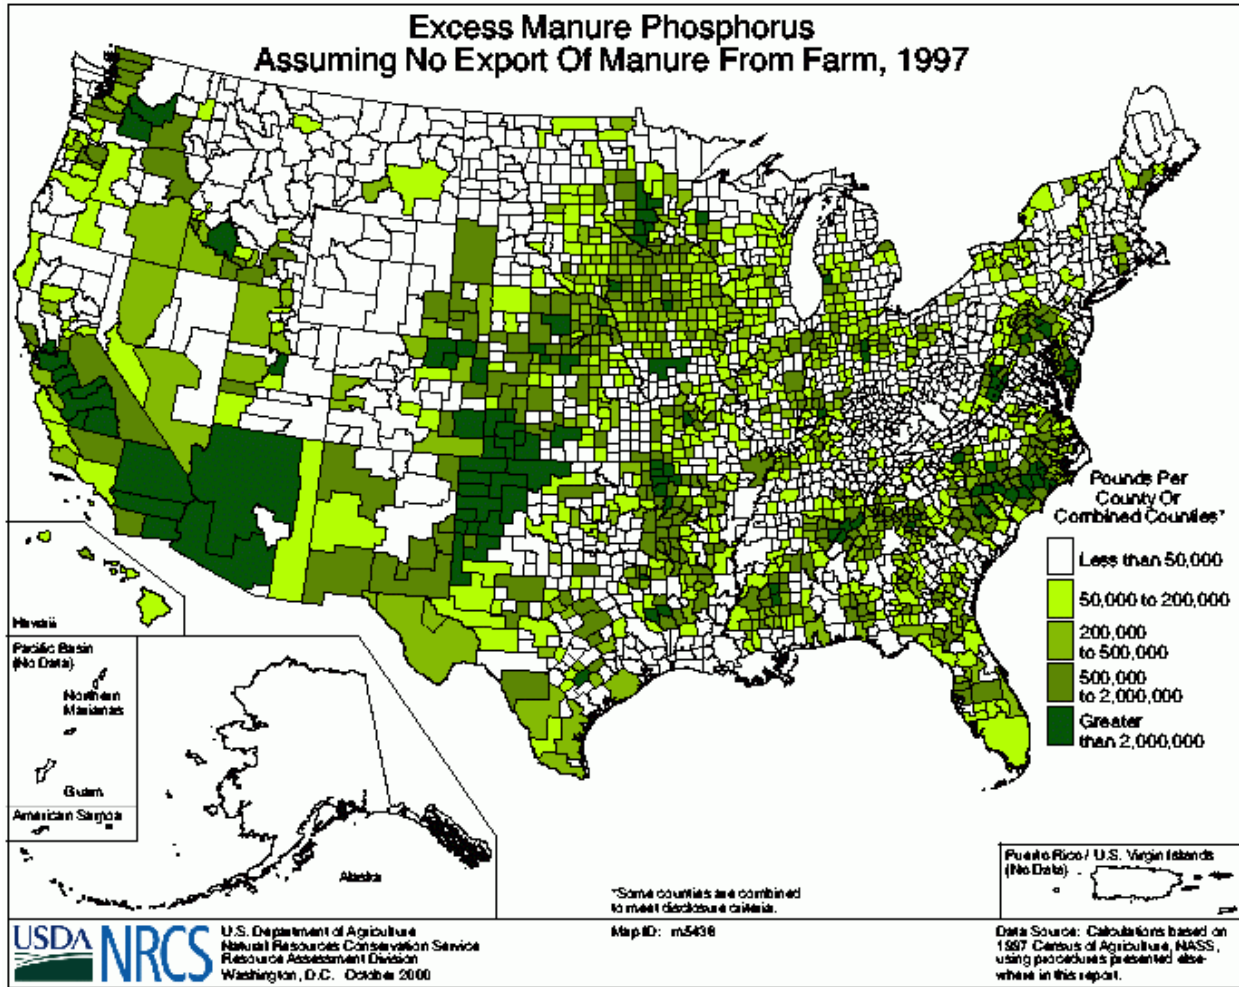 Excess Manure Phosphorus
Assuming No Export Of Manure From Farm, 1997
Pounds Per
County Or
Combined Counties*
Less than 50,000
50,000 to 200,000
200,000
to 500,000
500,000
to 2,000,000
Greater
than 2,000,000
Hawaii
Pacific Basin
(No Data)
Northern
Marianas
Guam
American Samoa
Alaska
*Some counties are combined
to meet disclosure criteria.
Puerto Rico / U.S. Virgin Islands
(No Data)
USDA NRCS
U.S. Department of Agriculture
Natural Resources Conservation Service
Resource Assessment Division
Washington, D.C. October 2000
Map ID: m5438
Data Source: Calculations based on
1997 Census of Agriculture, NASS,
using procedures presented else-
where in this report.